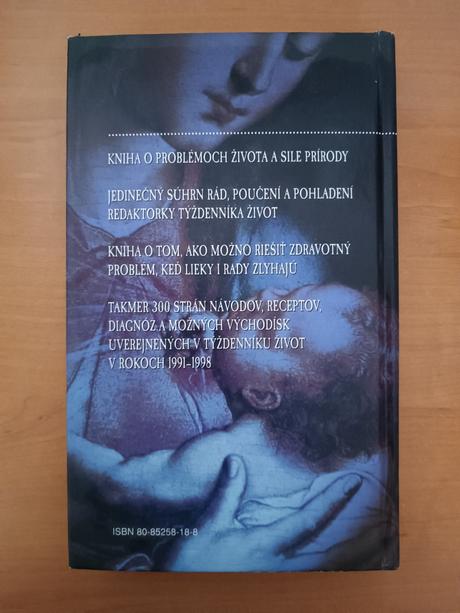 KNIHA O PROBLÉMOCH ŽIVOTA A SILE PRÍRODY
JEDINEČNÝ SÚHRN RÁD, POUČENÍ A POHLADENÍ
REDAKTORKY TÝŽDENNÍKA ŽIVOT
KNIHA O TOM, AKO MOŽNO RIEŠIŤ ZDRAVOTNÝ
PROBLÉM, KEĎ LIEKY I RADY ZLYHAJÚ
TAKMER 300 STRÁN NÁVODOV, RECEPTOV,
DIAGNÓZ A MOŽNÝCH VÝCHODÍSK
UVEREJNENÝCH V TÝŽDENNÍKU ŽIVOT
V ROKOCH 1991–1998
ISBN 80-85258-18-8